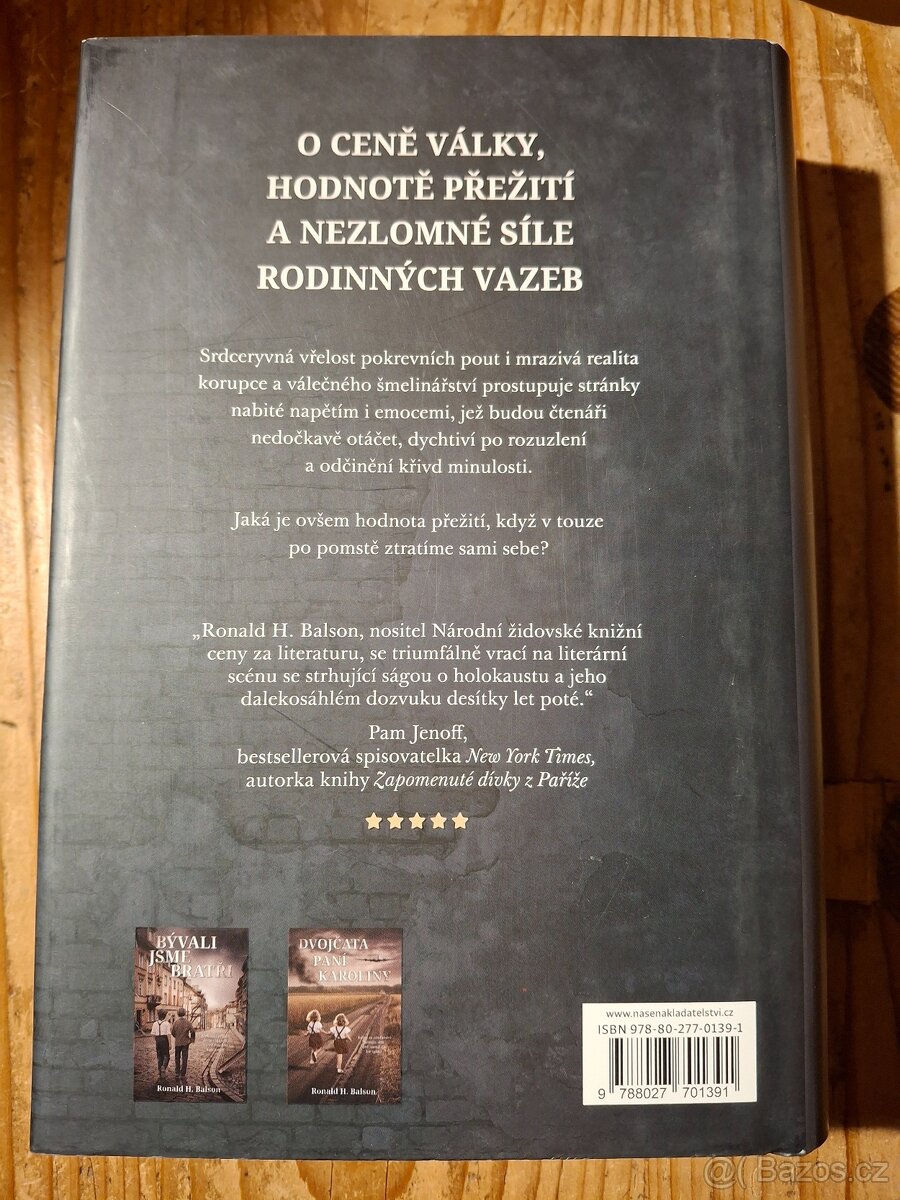 O CENĚ VÁLKY,
HODNOTĚ PŘEŽITÍ
A NEZLOMNÉ SÍLE
RODINNÝCH VAZEB
Srdceryvná vřelost pokrevních pout i mrazivá realita
korupce a válečného šmelinářství prostupuje stránky
nabité napětím i emocemi, jež budou čtenáři
nedočkavě otáčet, dychtiví po rozuzlení
a odčinění křivd minulosti.
Jaká je ovšem hodnota přežití, když v touze
po pomstě ztratíme sami sebe?
„Ronald H. Balson, nositel Národní židovské knižní
ceny za literaturu, se triumfálně vrací na literární
scénu se strhující ságou o holokaustu a jeho
dalekosáhlém dozvuku desítky let poté.“
Pam Jenoff,
bestsellerová spisovatelka New York Times,
autorka knihy Zapomenuté dívky z Paříže
BÝVALI
JSME
BRATŘI
Ronald H. Balson
DVOJČATA
PANÍ
KAROLINY
Ronald H. Balson
www.nasenakladatelstvi.cz
ISBN 978-80-277-0139-1
9 788027 701391
@ Bazos.cz